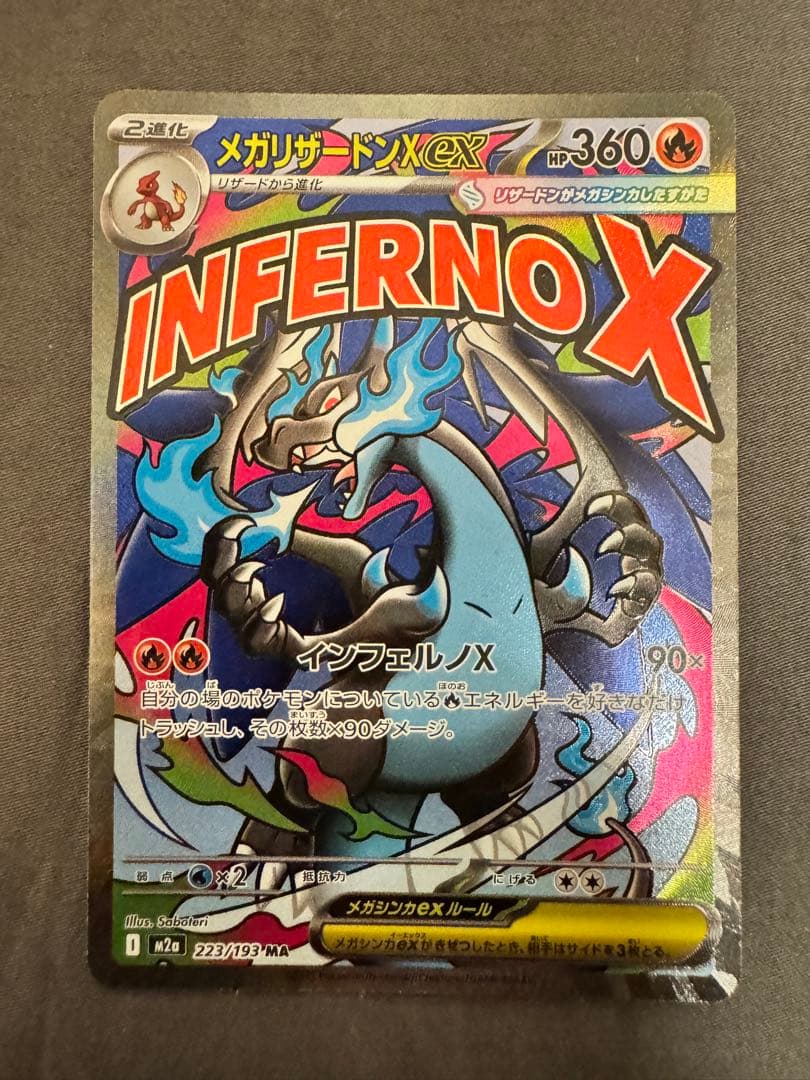 2進化
メガリザードンXex
HP360
リザードから進化
リザードンがメガシンカしたすがた
INFERNO X
インフェルノX 90×
自分の場のポケモンについているエネルギーを好きなだけ
トラッシュし、その枚数×90ダメージ。
弱点 ×2 抵抗力 にげる
メガシンカexルール
メガシンカexがきぜつしたとき、相手はサイドを3枚とる。
Illus. Saboteri
I M2a 223/193 MA